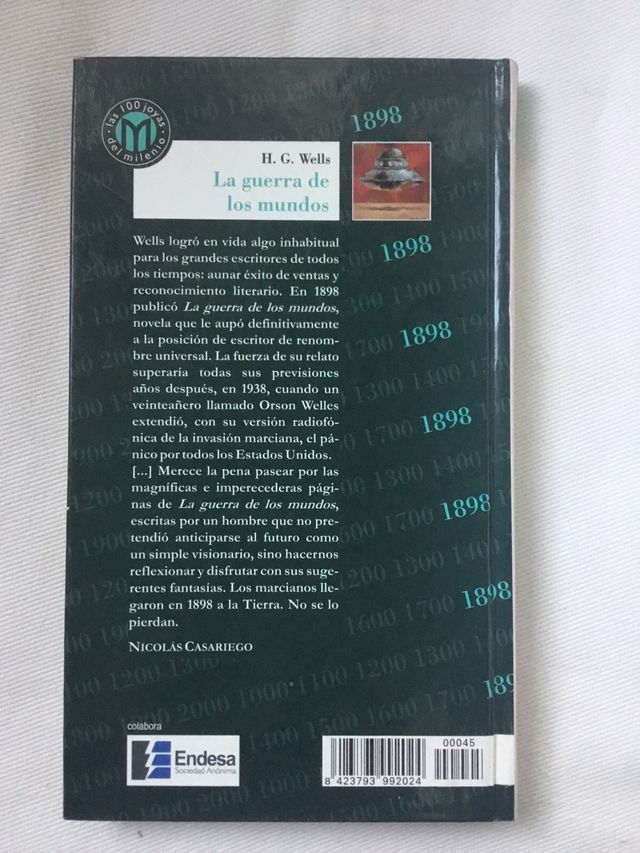 las 100 joyas
del milenio
H. G. Wells
La guerra de
los mundos
1898
1898
1898
1898
1898
1898
189
Wells logró en vida algo inhabitual
para los grandes escritores de todos
los tiempos: aunar éxito de ventas y
reconocimiento literario. En 1898
publicó La guerra de los mundos,
novela que le aupó definitivamente
a la posición de escritor de renom-
bre universal. La fuerza de su relato
superaría todas sus previsiones
años después, en 1938, cuando un
veinteañero llamado Orson Welles
extendió, con su versión radiofó-
nica de la invasión marciana, el pá-
nico por todos los Estados Unidos.
[...] Merece la pena pasear por las
magníficas e imperecederas pági-
nas de La guerra de los mundos,
escritas por un hombre que no pre-
tendió anticiparse al futuro como
un simple visionario, sino hacernos
reflexionar y disfrutar con sus suge-
rentes fantasías. Los marcianos lle-
garon en 1898 a la Tierra. No se lo
pierdan.
NICOLÁS CASARIEGO
colabora
Endesa
Sociedad Anónima
00045
8 423793 992024